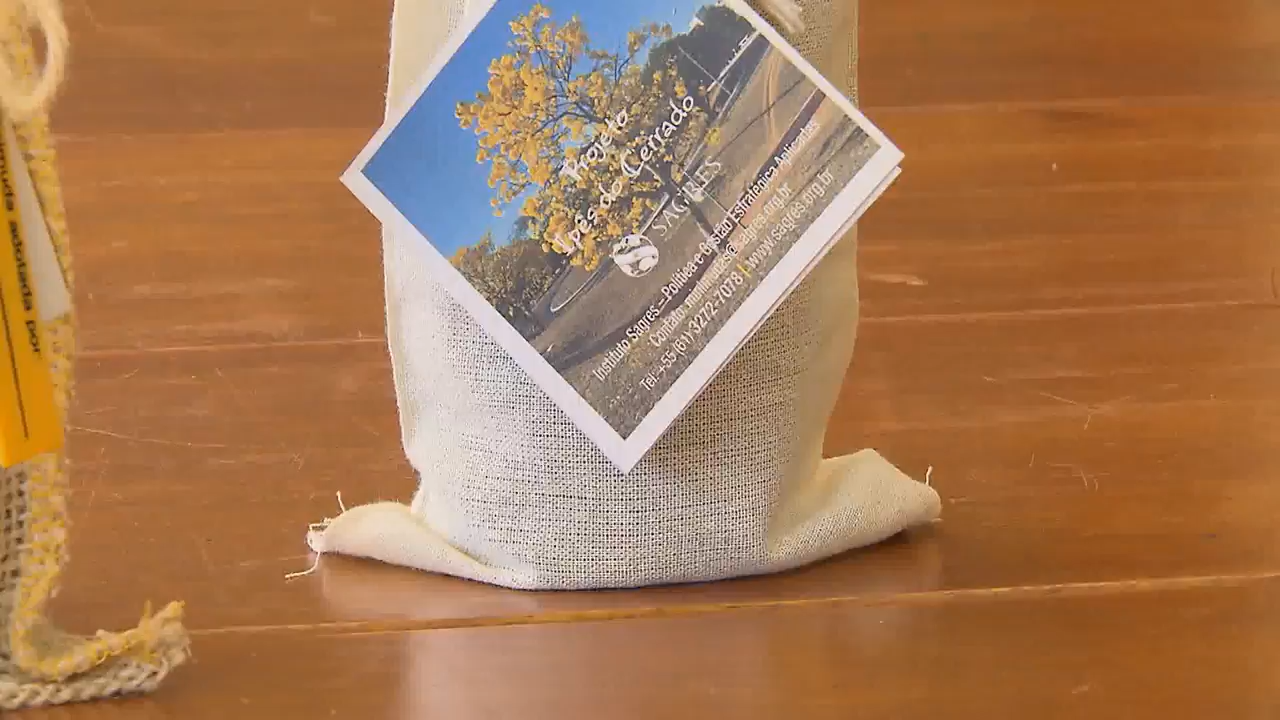 Projeto
Ipês do Cerrado
SAGRES
Instituto Sagres – Política e Gestão Estratégica Aplicadas
Tel: +55 (61) 3272-7078 | www.sagres.org.br
muda adotada por